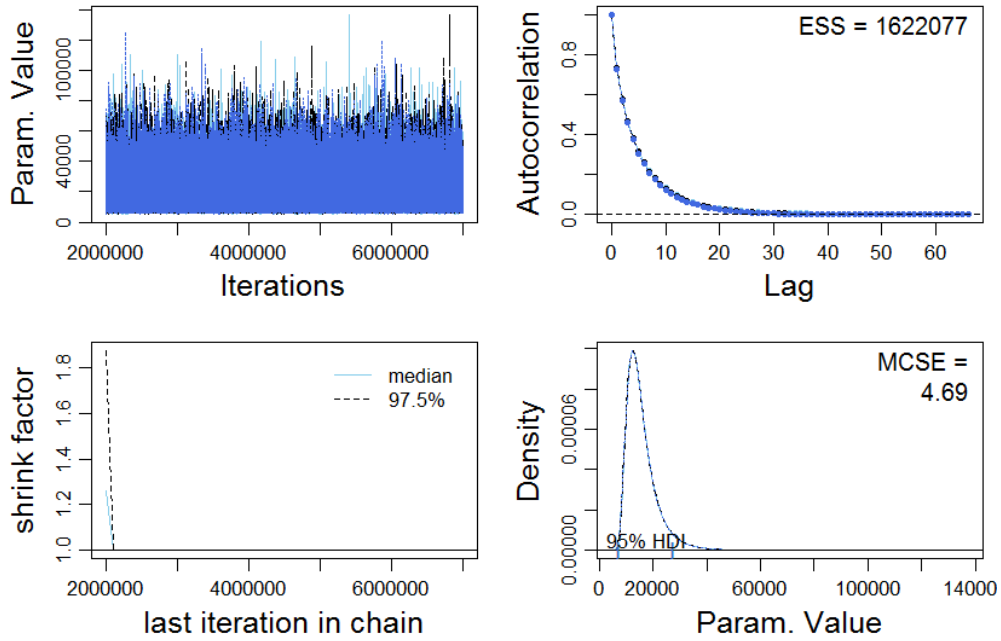 Param. Value
0
40000
100000
2000000
4000000
6000000
Iterations
Autocorrelation
0.0
0.4
0.8
ESS = 1622077
0
10
20
30
40
50
60
Lag
shrink factor
1.0
1.2
1.4
1.6
1.8
median
97.5%
2000000
4000000
6000000
last iteration in chain
Density
0.00000
0.00006
MCSE =
4.69
95% HDI
0
20000
60000
100000
14000
Param. Value